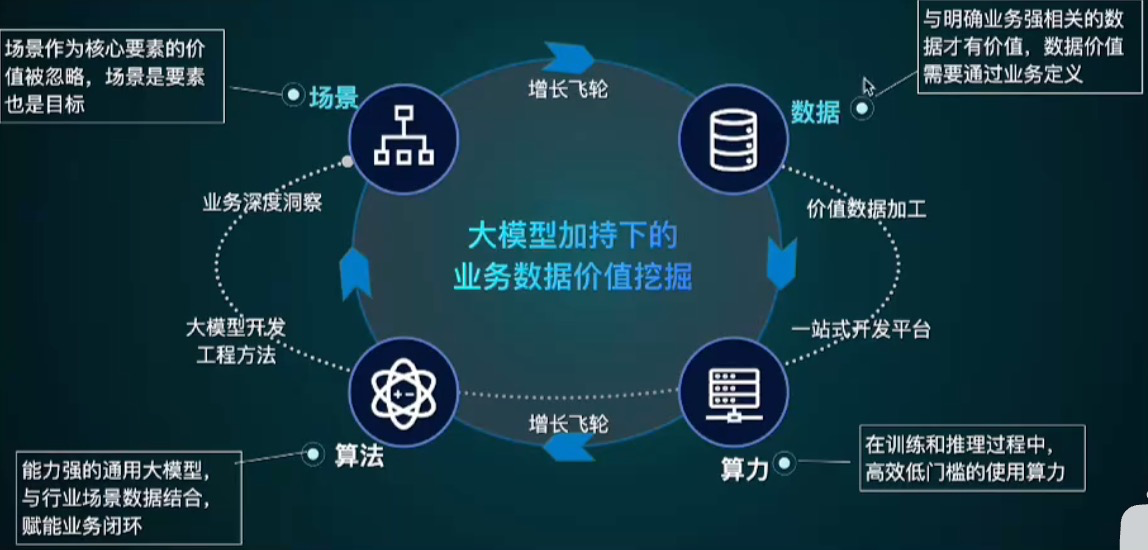 场景作为核心要素的价
值被忽略，场景是要素
也是目标
场景
增长飞轮
与明确业务强相关的数
据才有价值，数据价值
需要通过业务定义
数据
业务深度洞察
价值数据加工
大模型加持下的
业务数据价值挖掘
大模型开发
工程方法
一站式开发平台
增长飞轮
算法
能力强的通用大模型，
与行业场景数据结合，
赋能业务闭环
算力
在训练和推理过程中，
高效低门槛的使用算力